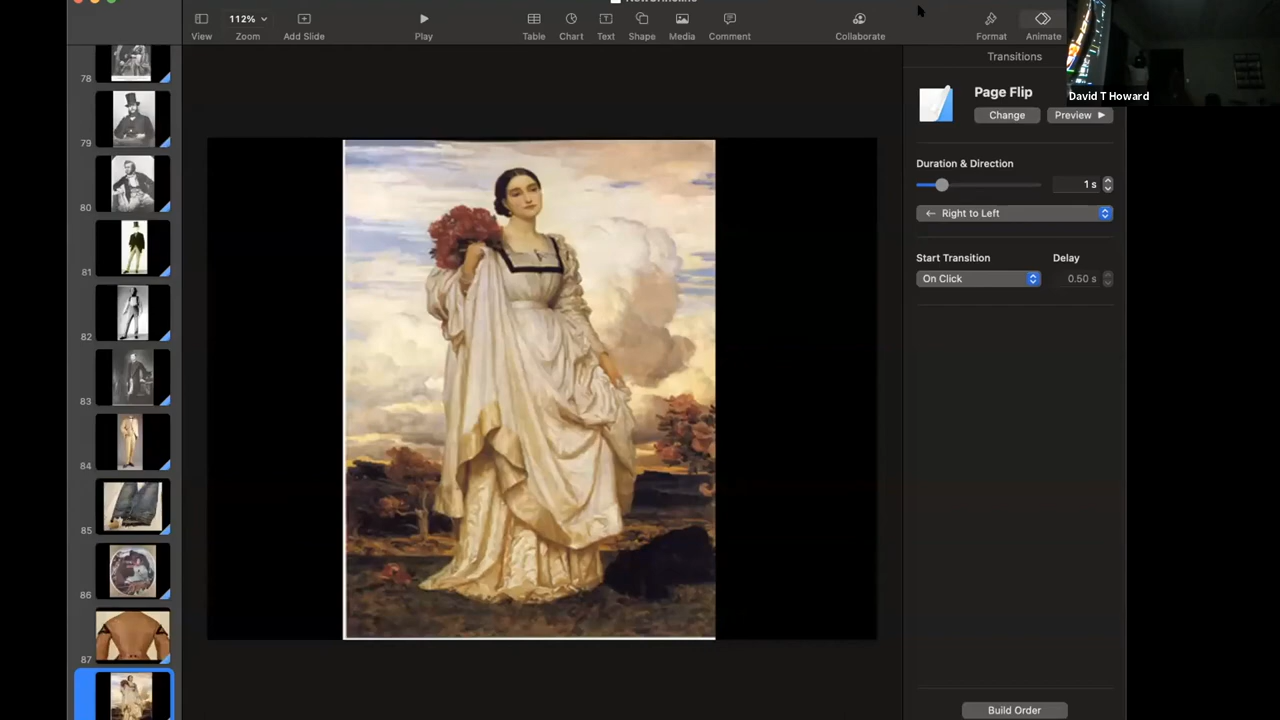 View
112%
Zoom
Add Slide
Play
Table
Chart
Text
Shape
Media
Comment
Collaborate
Format
Animate
David T Howard
Transitions
Page Flip
Change
Preview
Duration & Direction
1 s
← Right to Left
Start Transition
Delay
On Click
0.50 s
Build Order
78
79
80
81
82
83
84
85
86
87